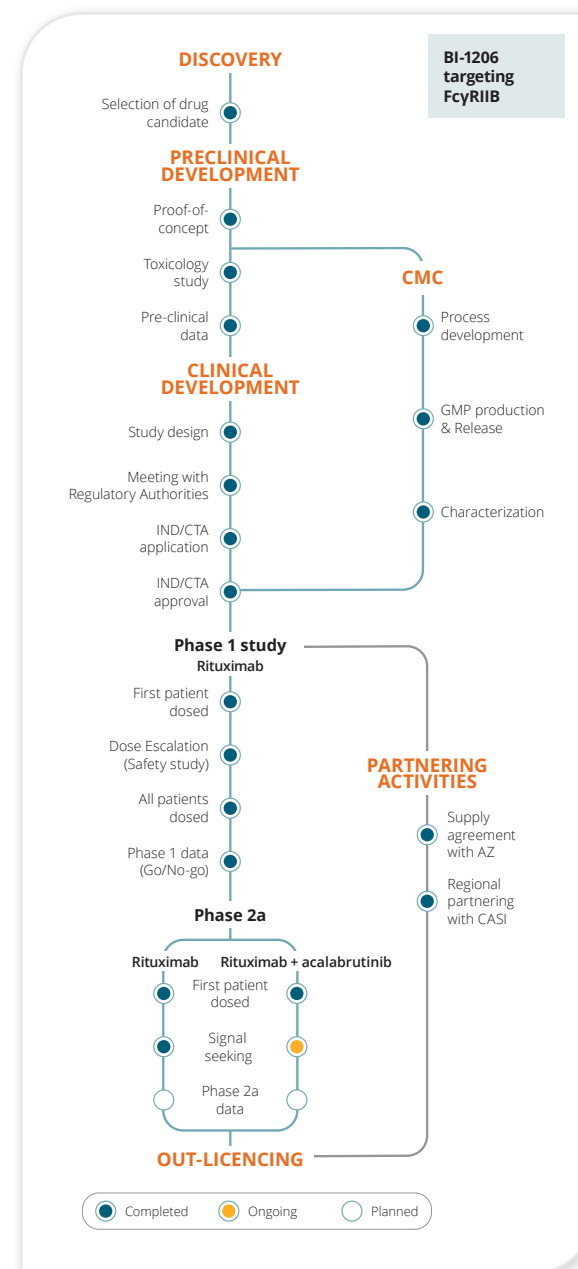 BI-1206
targeting
FcγRIIB
DISCOVERY
Selection of drug
candidate
PRECLINICAL
DEVELOPMENT
Proof-of-
concept
Toxicology
study
Pre-clinical
data
CMC
Process
development
GMP production
& Release
Characterization
CLINICAL
DEVELOPMENT
Study design
Meeting with
Regulatory Authorities
IND/CTA
application
IND/CTA
approval
Phase 1 study
Rituximab
First patient
dosed
Dose Escalation
(Safety study)
All patients
dosed
Phase 1 data
(Go/No-go)
PARTNERING
ACTIVITIES
Supply
agreement
with AZ
Regional
partnering
with CASI
Phase 2a
Rituximab
Rituximab + acalabrutinib
First patient
dosed
Signal
seeking
Phase 2a
data
OUT-LICENCING
Completed
Ongoing
Planned